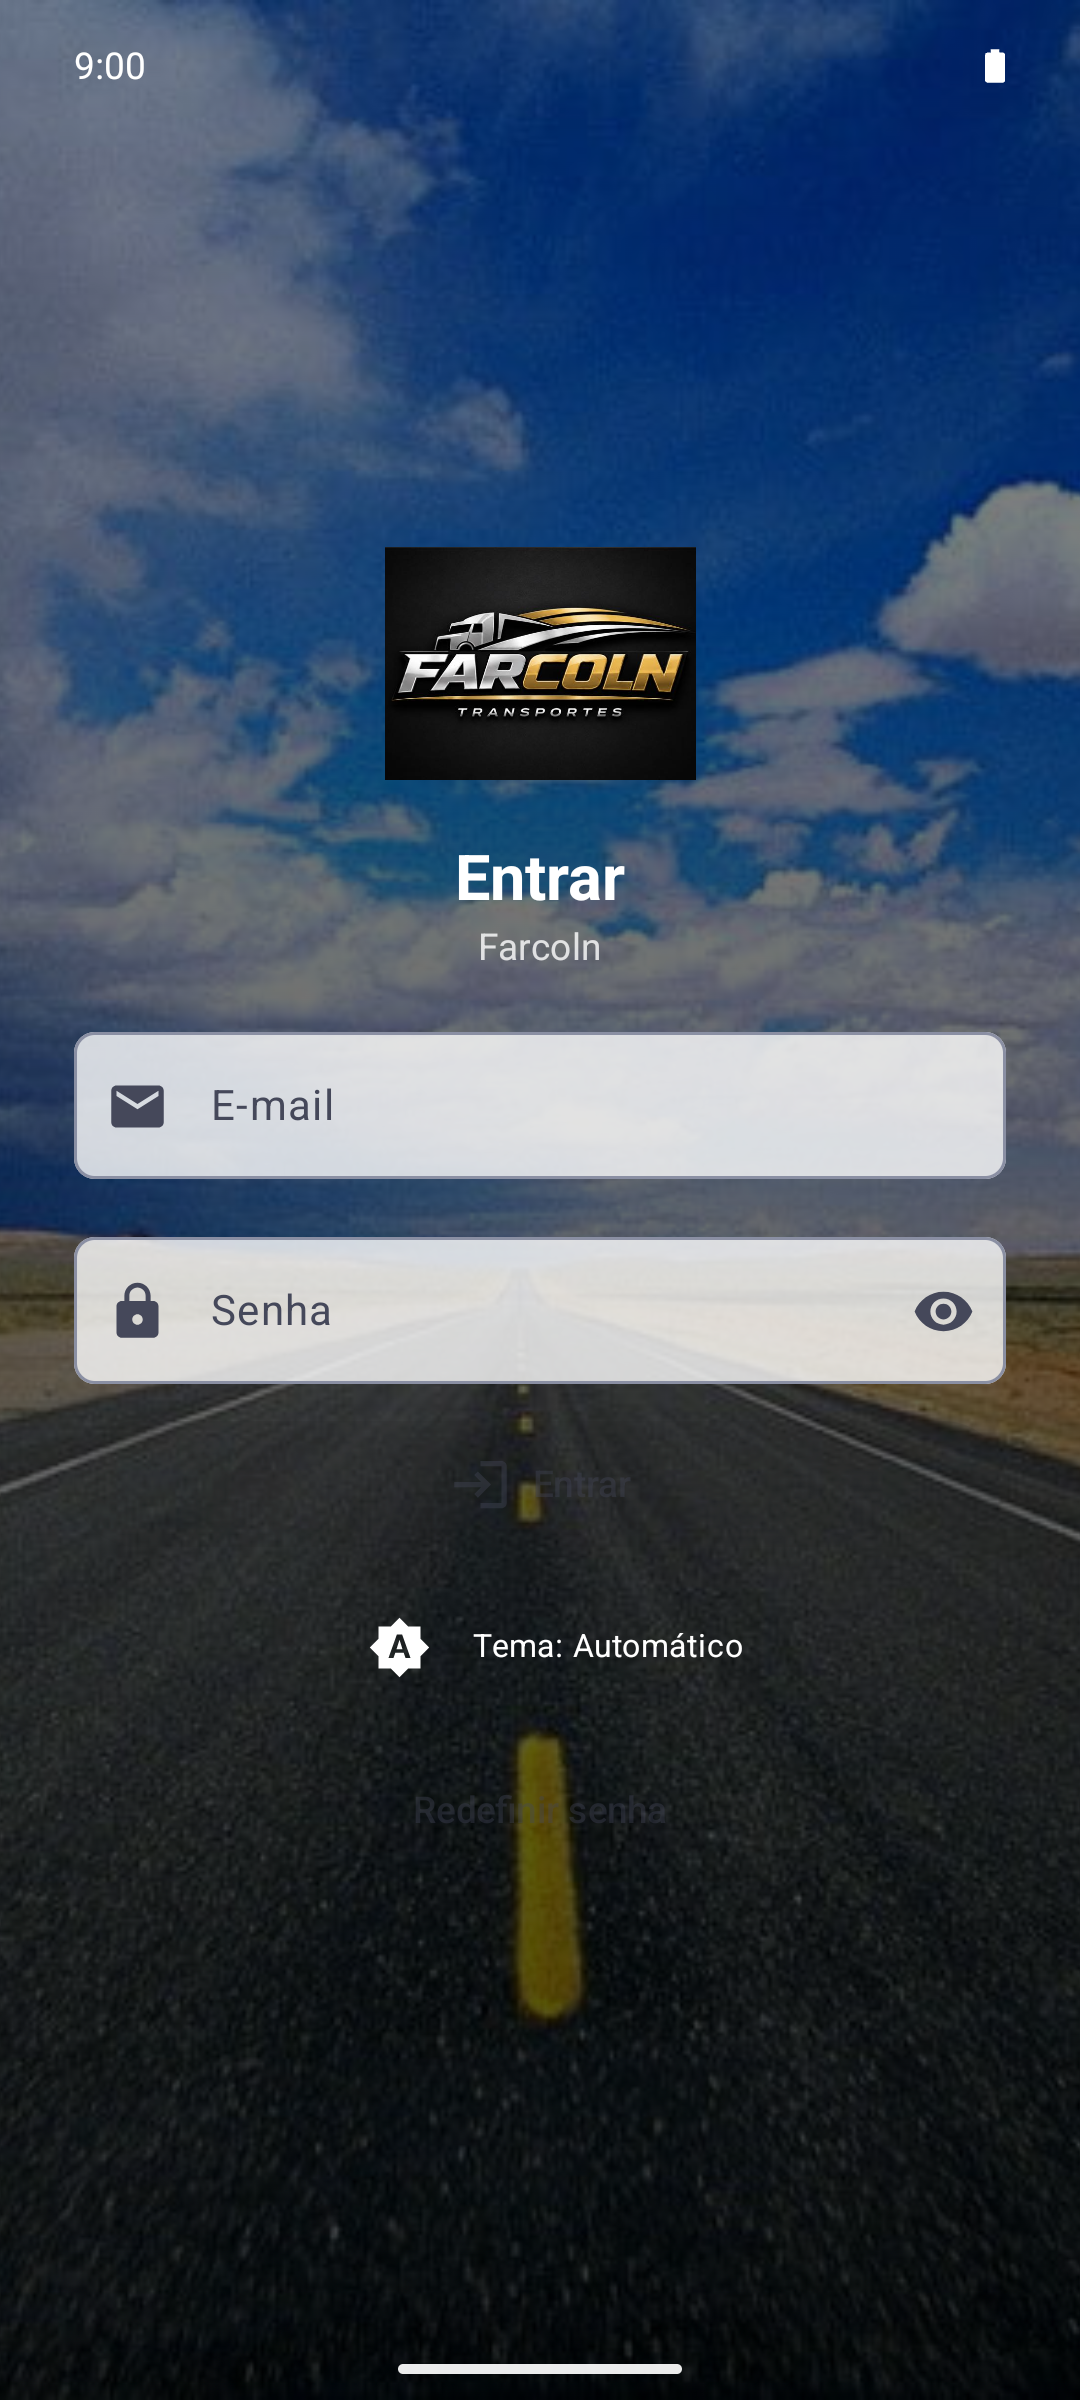 9:00
FARCOLN
TRANSPORTES
Entrar
Farcoln
E-mail
Senha
Entrar
A Tema: Automático
Redefinir senha